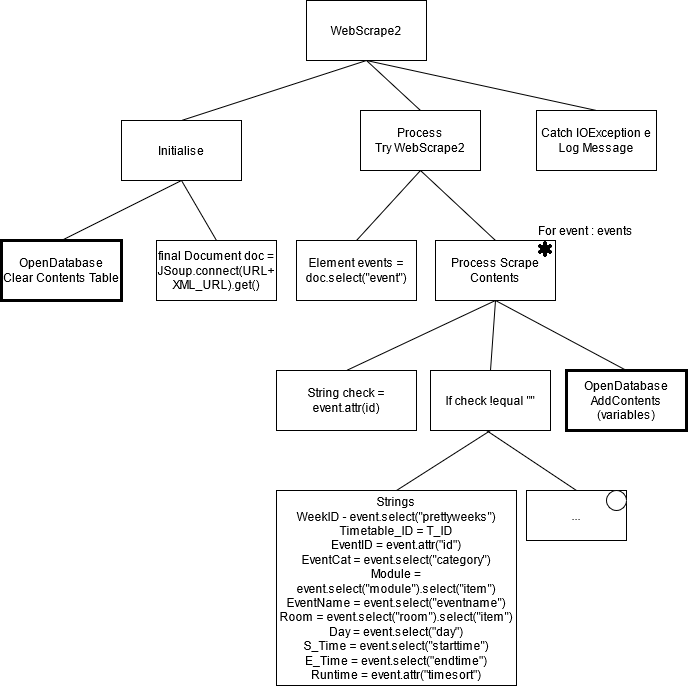 WebScrape2
Initialise
Process
Try WebScrape2
Catch IOException e
Log Message
OpenDatabase
Clear Contents Table
final Document doc =
JSoup.connect(URL+
XML_URL).get()
Element events =
doc.select("event")
For event : events
Process Scrape
Contents
String check =
event.attr(id)
If check !equal ""
OpenDatabase
AddContents
(variables)
Strings
WeekID - event.select("prettyweeks")
Timetable_ID = T_ID
EventID = event.attr("id")
EventCat = event.select("category")
Module =
event.select("module").select("item")
EventName = event.select("eventname")
Room = event.select("room").select("item")
Day = event.select("day")
S_Time = event.select("starttime")
E_Time = event.select("endtime")
Runtime = event.attr("timesort")
...